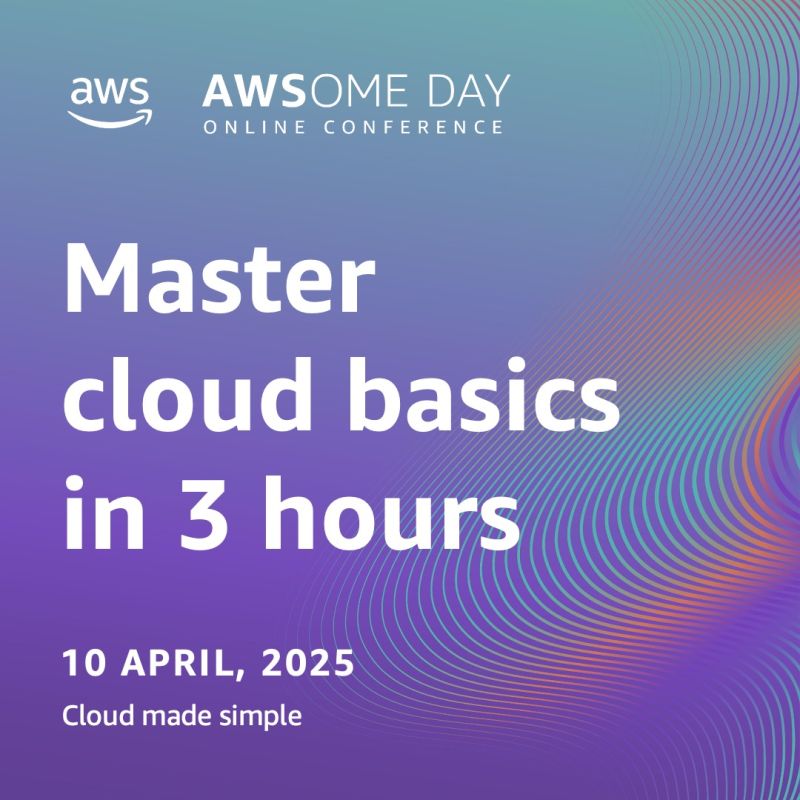 aws
AWSOME DAY
ONLINE CONFERENCE
Master
cloud basics
in 3 hours
10 APRIL, 2025
Cloud made simple